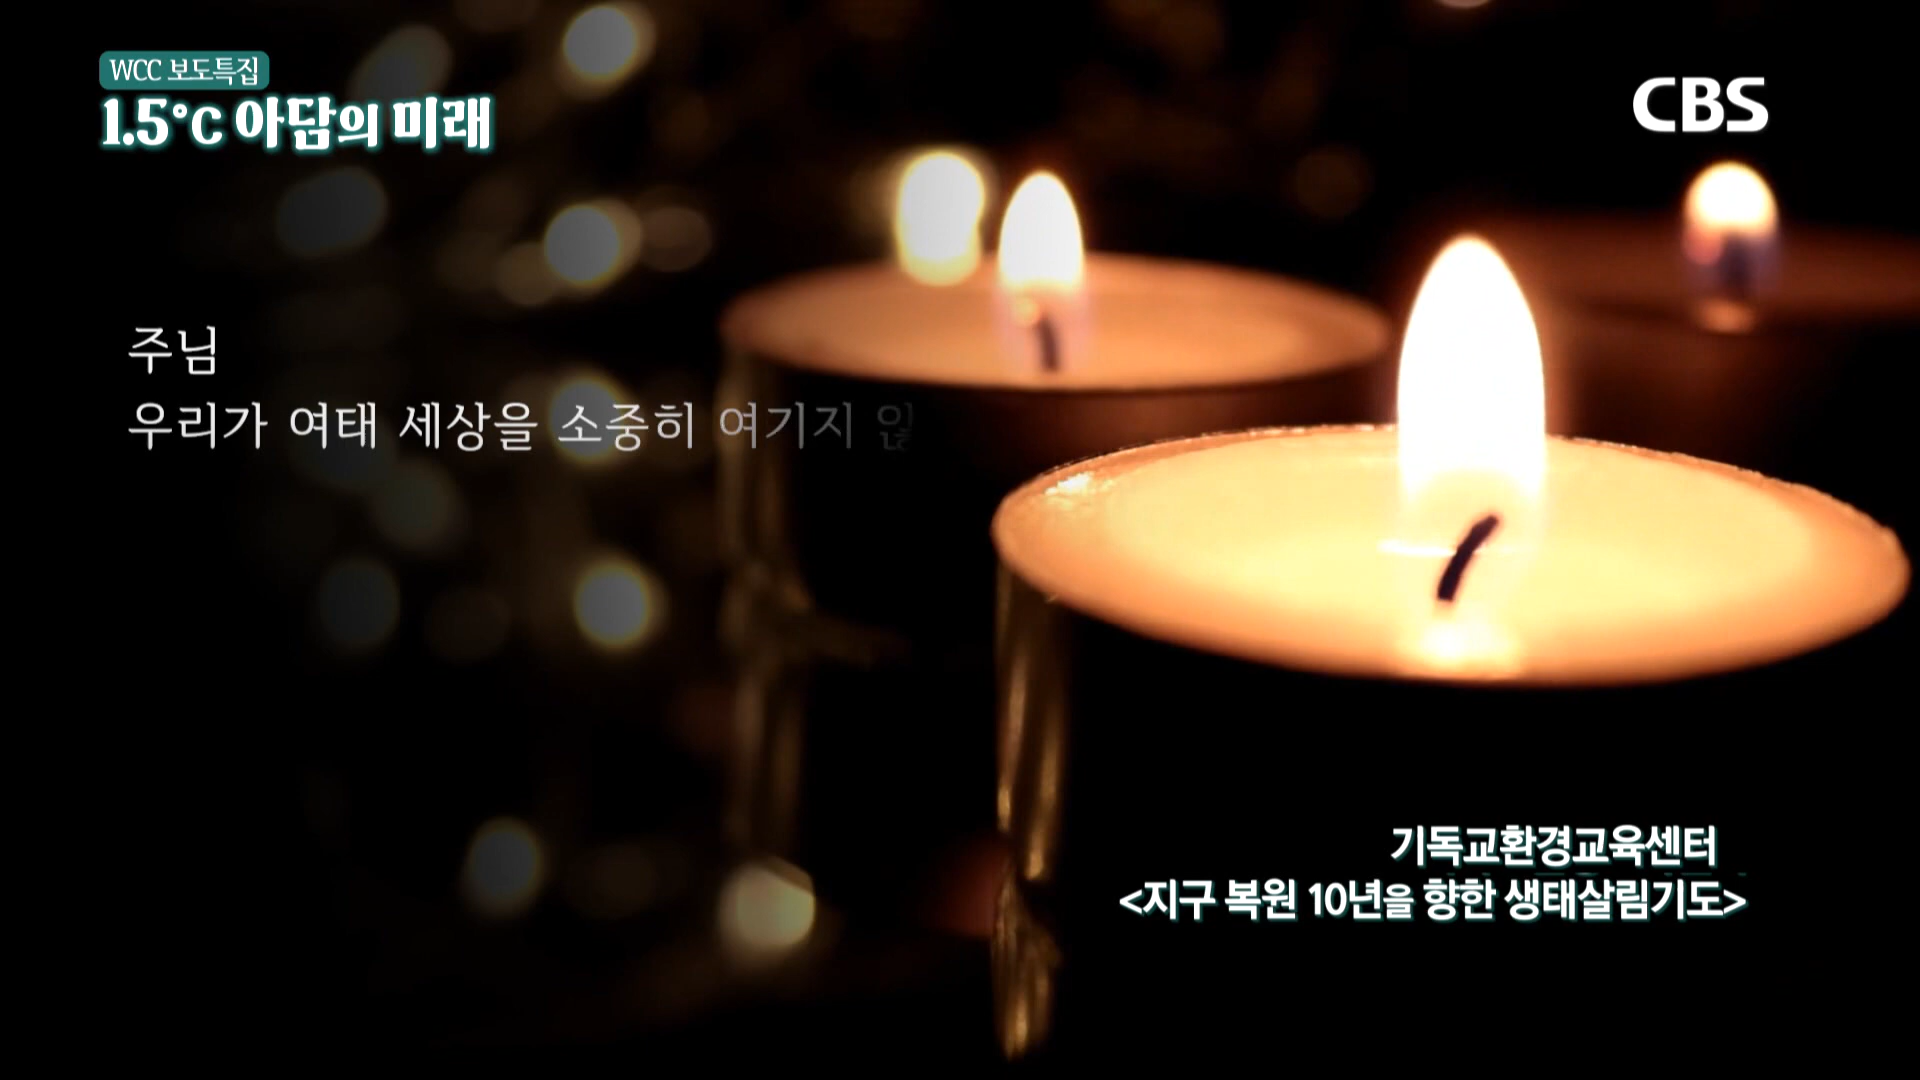 WCC 보도특집
1.5°C 아담의 미래
CBS
주님
우리가 여태 세상을 소중히 여기지 않
기독교환경교육센터
<지구 복원 10년을 향한 생태살림기도>